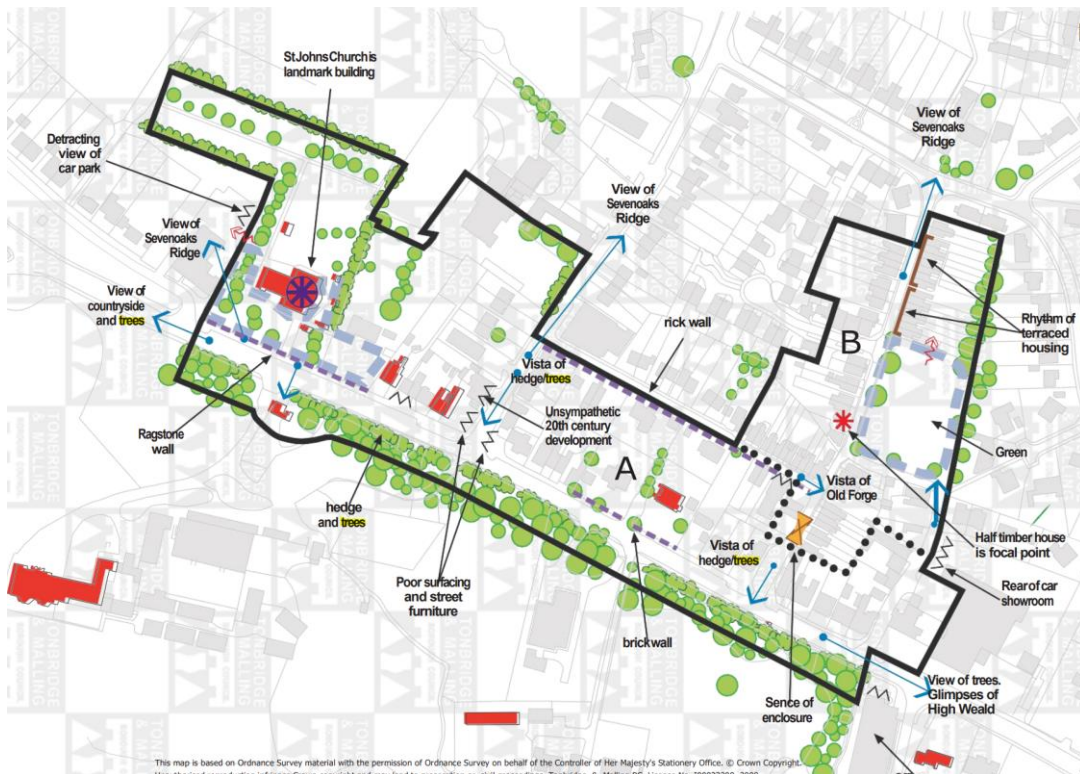 St Johns Church is
landmark building
Detracting
view of
car park
View of
Sevenoaks
Ridge
View of
countryside
and trees
Ragstone
wall
hedge
and trees
Poor surfacing
and street
furniture
View of
Sevenoaks
Ridge
Vista of
hedge/trees
Unsympathetic
20th century
development
rick wall
A
brick wall
Vista of
hedge/trees
Sence of
enclosure
View of
Sevenoaks
Ridge
B
Rhythm of
terraced
housing
Green
Vista of
Old Forge
Half timber house
is focal point
Rear of car
showroom
View of trees.
Glimpses of
High Weald
This map is based on Ordnance Survey material with the permission of Ordnance Survey on behalf of the Controller of Her Majesty's Stationery Office. © Crown Copyright.
TONBRIDGE
& MALLING